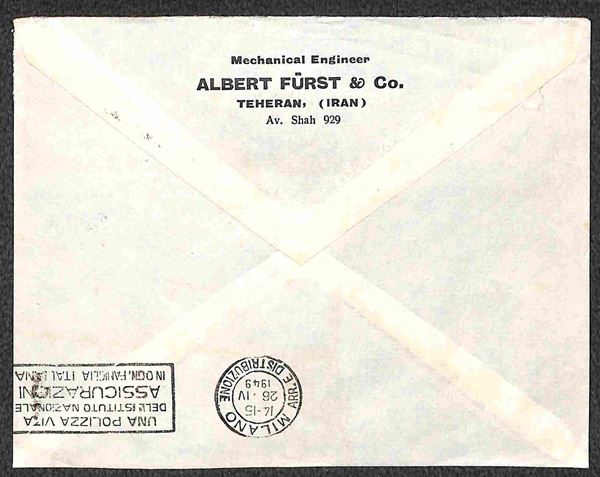 Mechanical Engineer
ALBERT FÜRST & Co.
TEHERAN, (IRAN)
Av. Shah 929
UNA POLIZZA VITA
DELL'ISTITUTO NAZIONALE
ASSICURAZIONI
IN OGNI FAMIGLIA ITALIANA
MILANO
14-15
26·IV
1949
ARR. E DISTRIBUZIONE